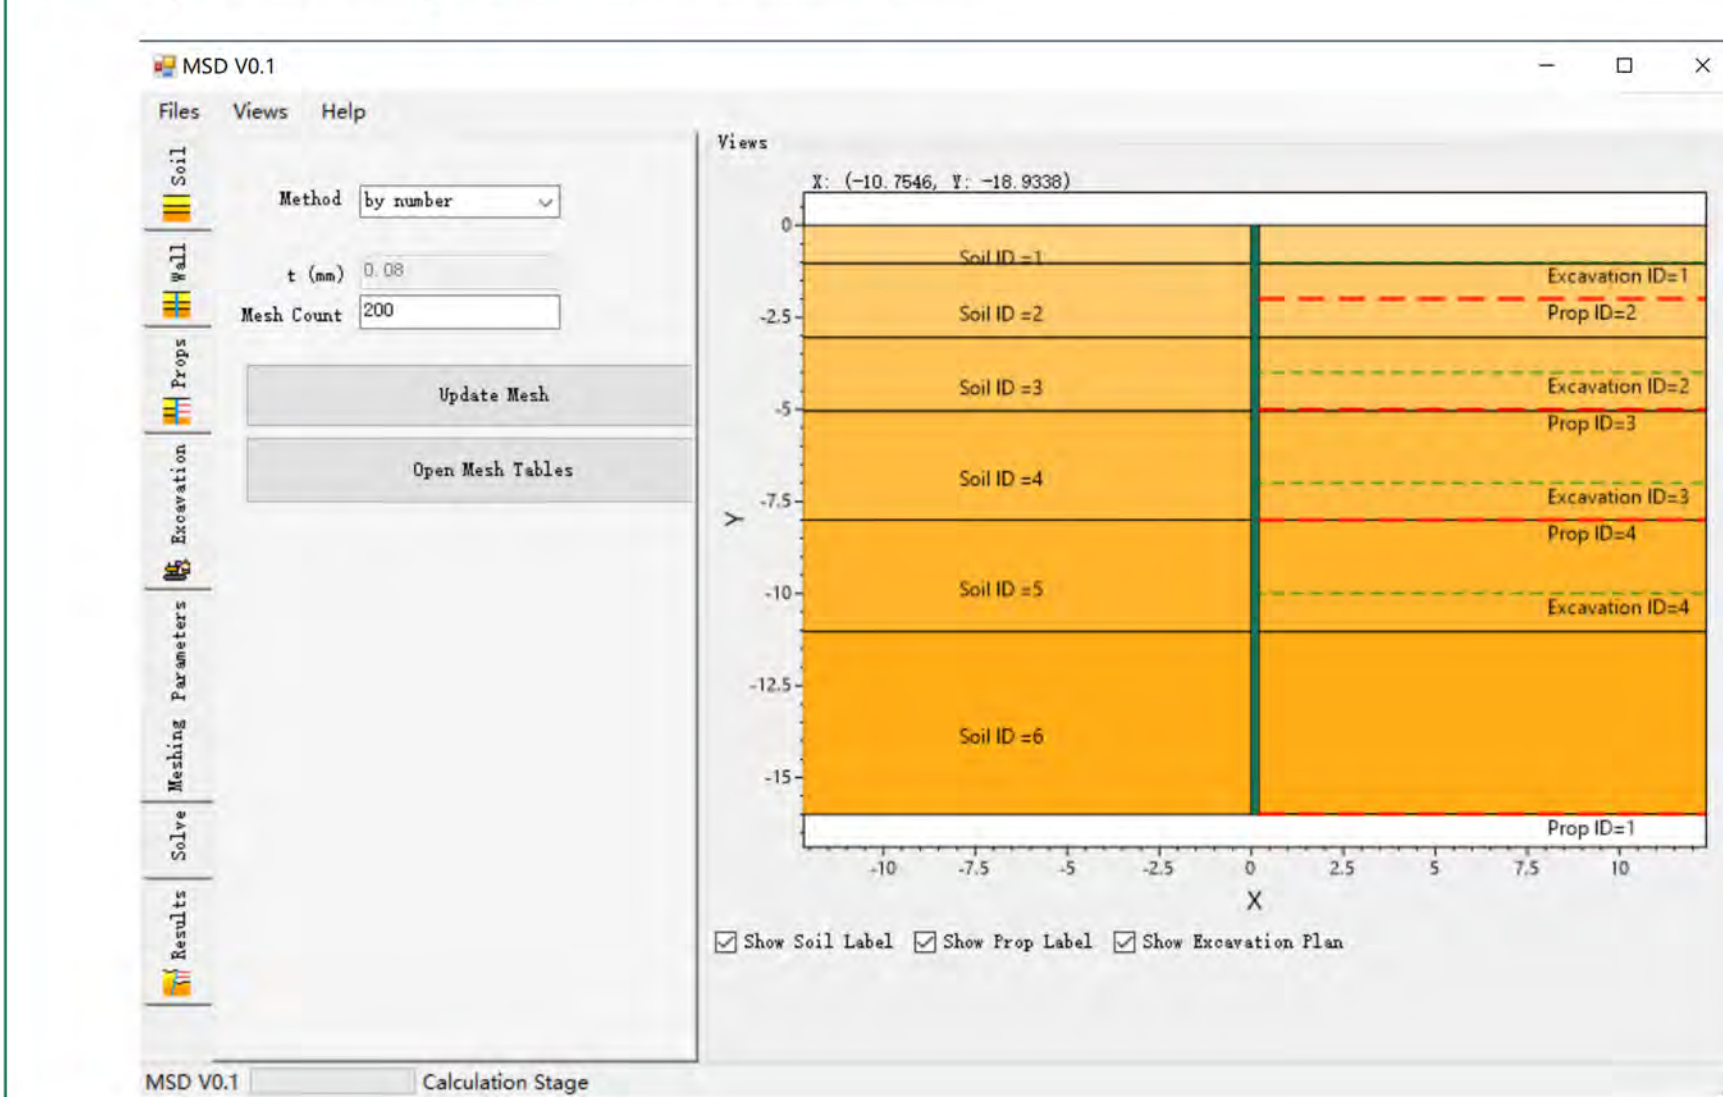 MSD V0.1
Files Views Help
Soil
Wall
Props
Excavation
Meshing Parameters
Solve
Results
Method by number
t (mm) 0.08
Mesh Count 200
Update Mesh
Open Mesh Tables
Views
X: (-10.7546, Y: -18.9338)
0
-2.5
-5
-7.5
-10
-12.5
-15
Y
Soil ID =1
Soil ID =2
Soil ID =3
Soil ID =4
Soil ID =5
Soil ID =6
Excavation ID=1
Prop ID=2
Excavation ID=2
Prop ID=3
Excavation ID=3
Prop ID=4
Excavation ID=4
Prop ID=1
-10 -7.5 -5 -2.5 0 2.5 5 7.5 10
X
Show Soil Label Show Prop Label Show Excavation Plan
MSD V0.1 Calculation Stage